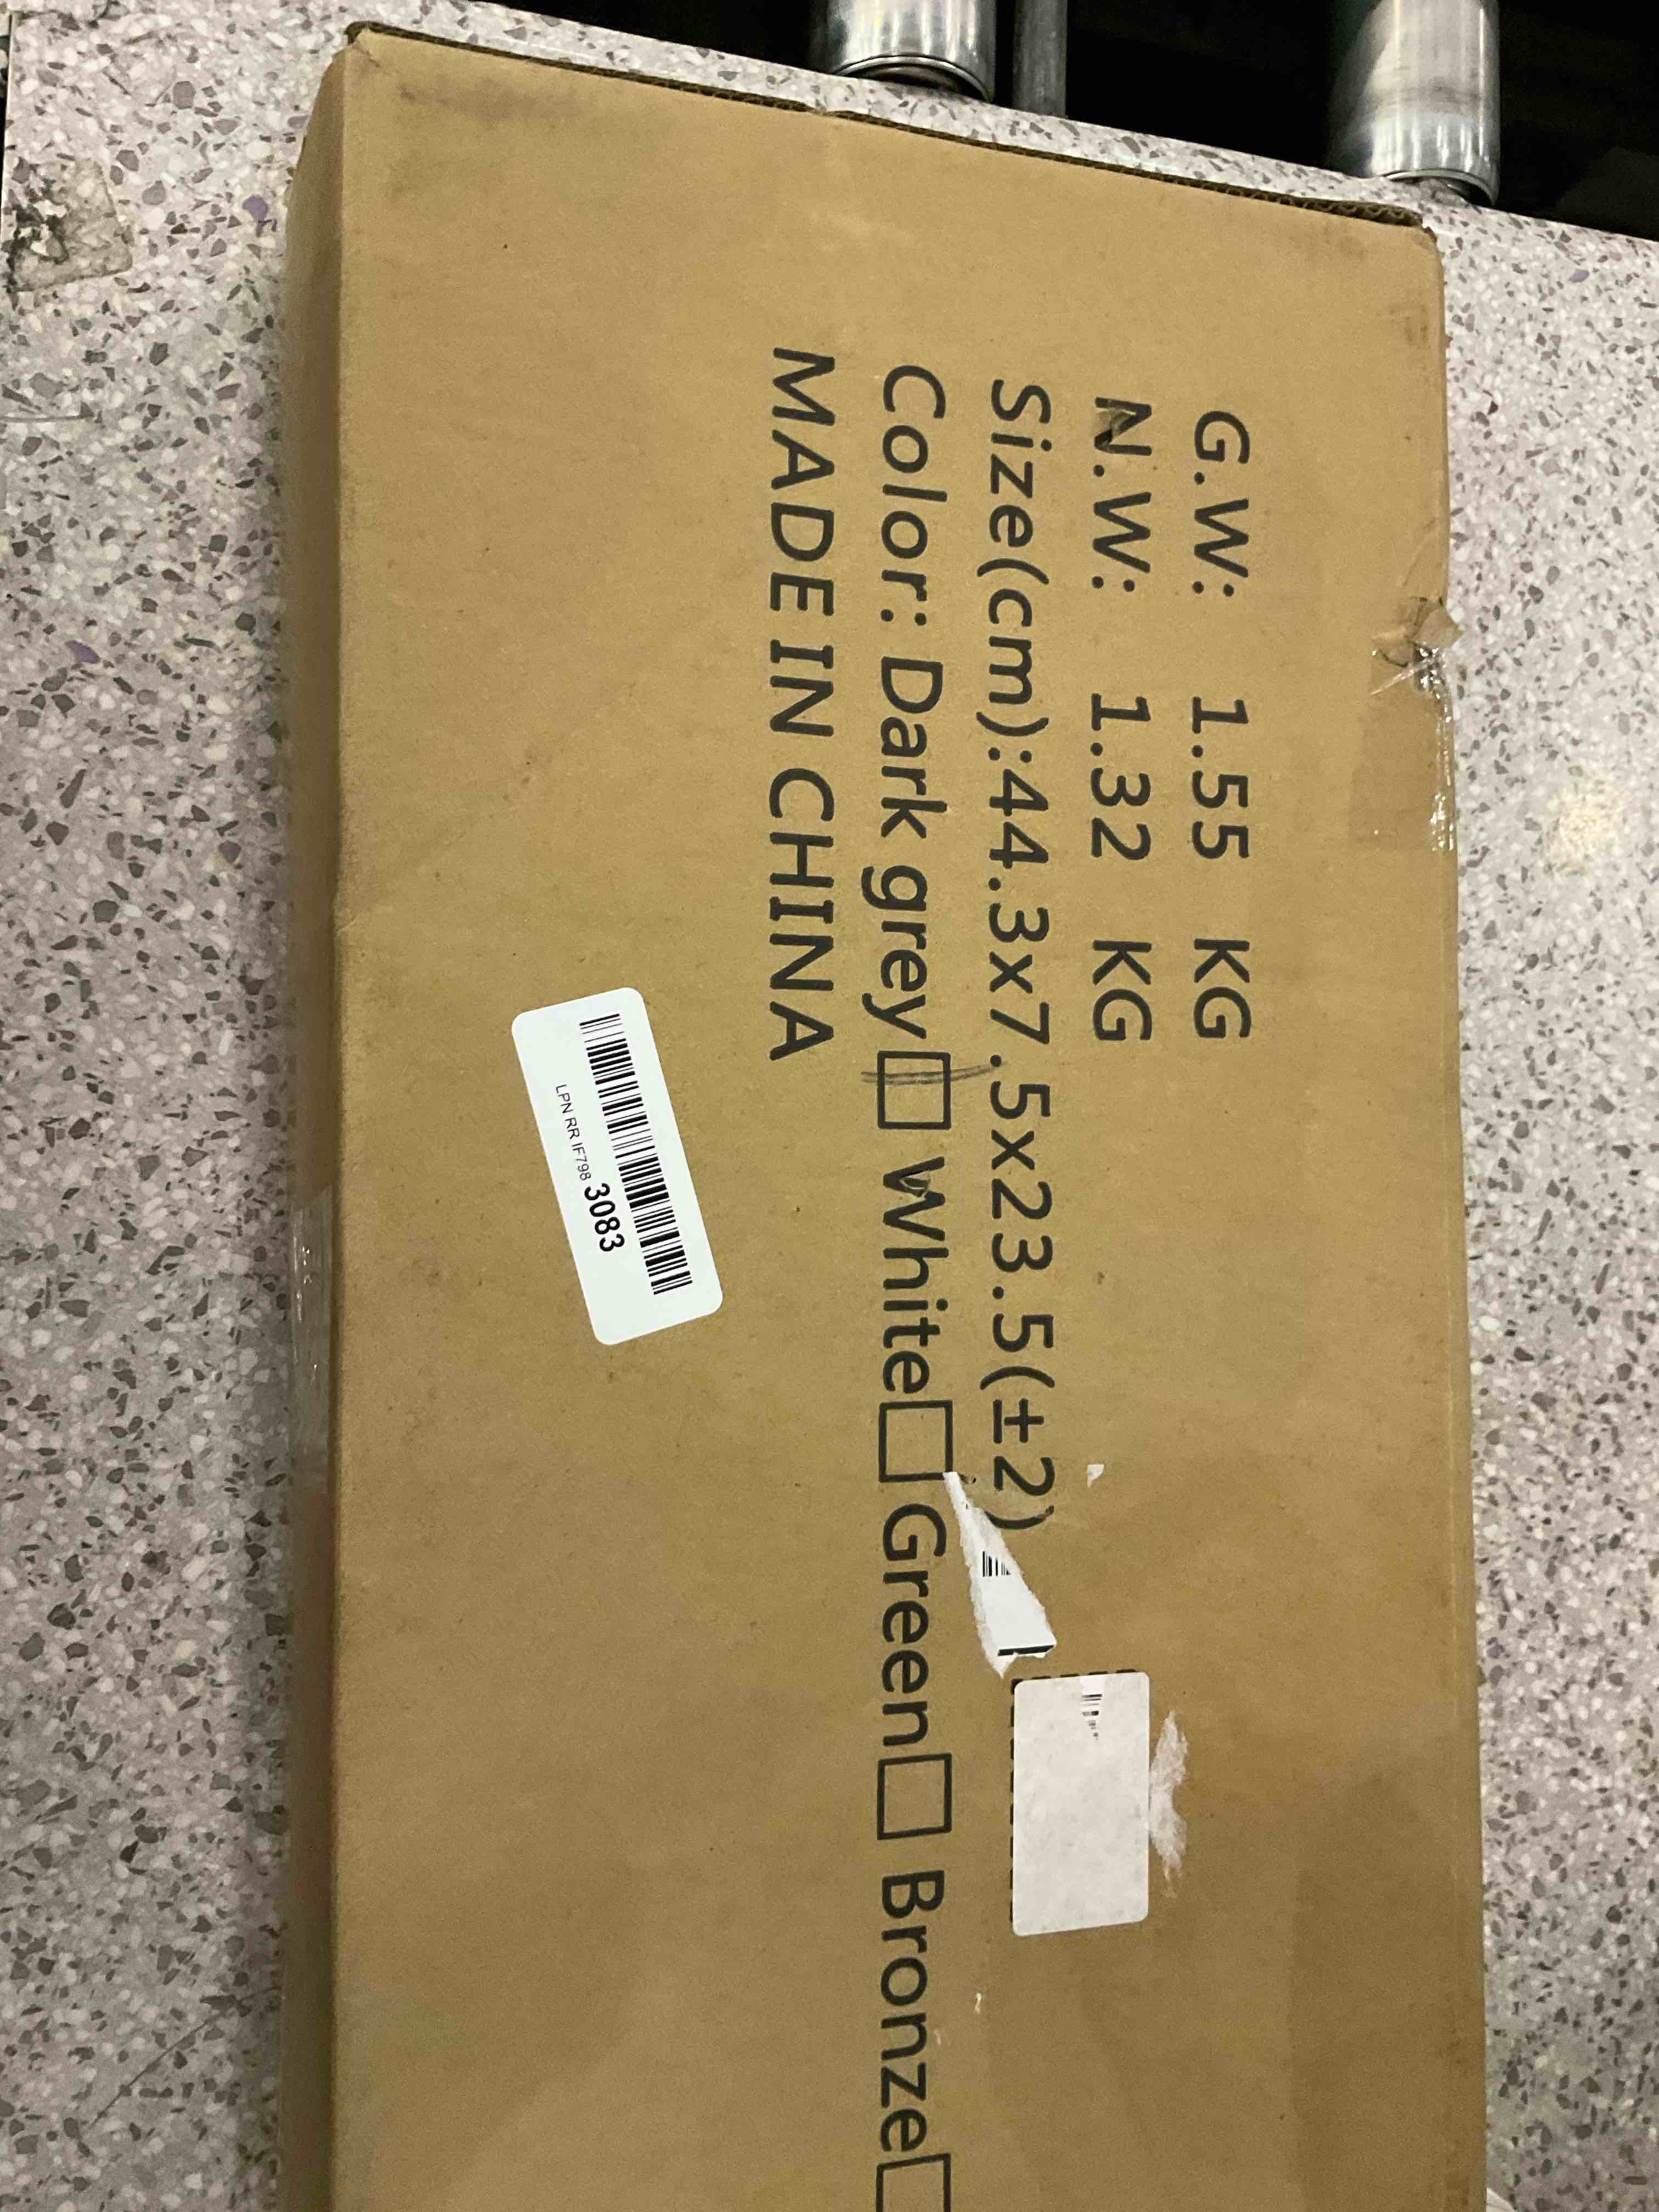 G.W: 1.55 KG
N.W: 1.32 KG
Size(cm):44.3x7.5x23.5(±2)
Color: Dark grey□ White□ Green□ Bronze□
MADE IN CHINA
LPN RR IF798 3083